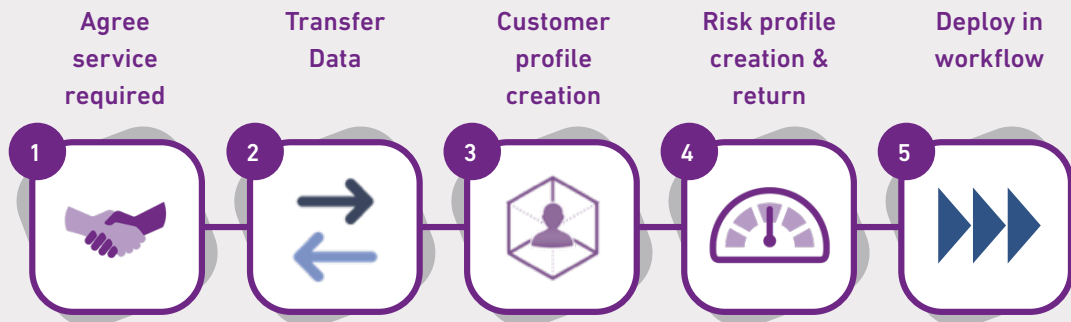 Agree
service
required
Transfer
Data
Customer
profile
creation
Risk profile
creation &
return
Deploy in
workflow
1
2
3
4
5